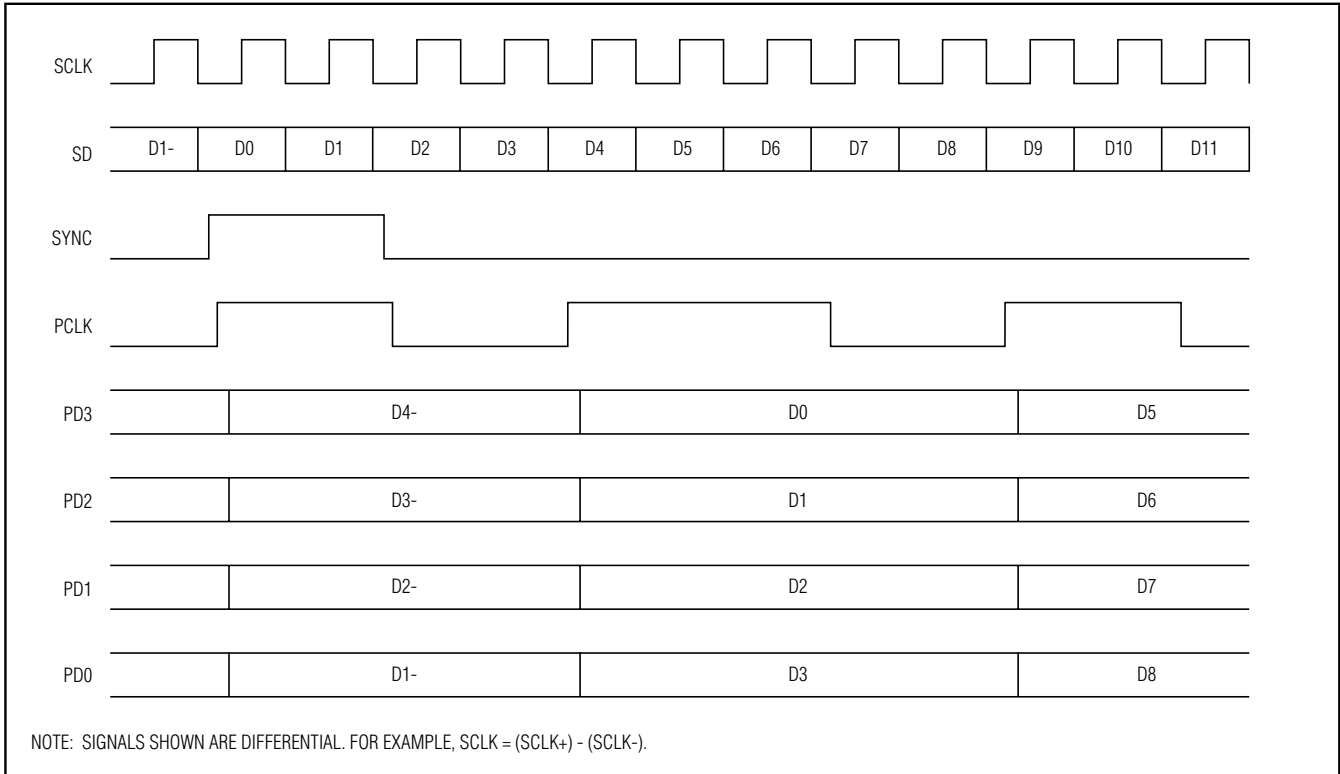 SCLK
SD D1- D0 D1 D2 D3 D4 D5 D6 D7 D8 D9 D10 D11
SYNC
PCLK
PD3 D4- D0 D5
PD2 D3- D1 D6
PD1 D2- D2 D7
PD0 D1- D3 D8
NOTE: SIGNALS SHOWN ARE DIFFERENTIAL. FOR EXAMPLE, SCLK = (SCLK+) - (SCLK-).